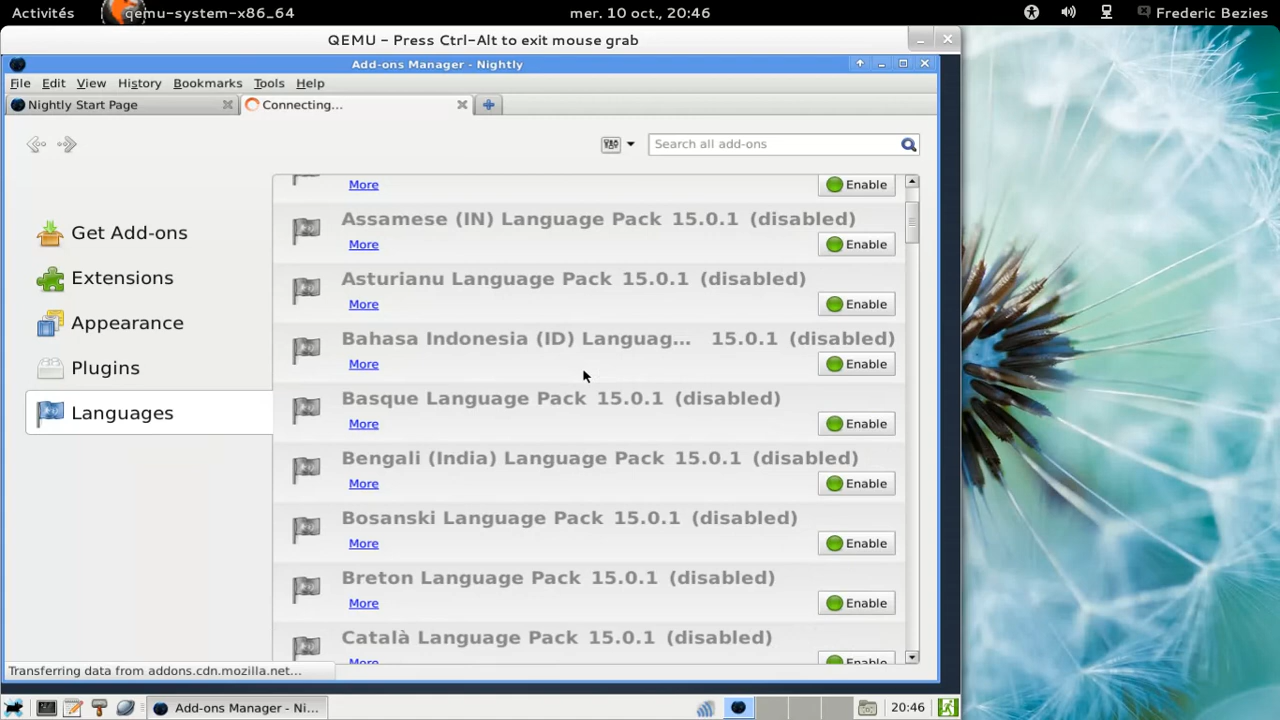 Activités qemu-system-x86_64 mer. 10 oct., 20:46 Frederic Bezies
QEMU - Press Ctrl-Alt to exit mouse grab
Add-ons Manager - Nightly
File Edit View History Bookmarks Tools Help
Nightly Start Page Connecting...
Search all add-ons
Get Add-ons
Extensions
Appearance
Plugins
Languages
More Enable
Assamese (IN) Language Pack 15.0.1 (disabled)
More Enable
Asturianu Language Pack 15.0.1 (disabled)
More Enable
Bahasa Indonesia (ID) Languag... 15.0.1 (disabled)
More Enable
Basque Language Pack 15.0.1 (disabled)
More Enable
Bengali (India) Language Pack 15.0.1 (disabled)
More Enable
Bosanski Language Pack 15.0.1 (disabled)
More Enable
Breton Language Pack 15.0.1 (disabled)
More Enable
Català Language Pack 15.0.1 (disabled)
More Enable
Transferring data from addons.cdn.mozilla.net...
Add-ons Manager - Ni... 20:46